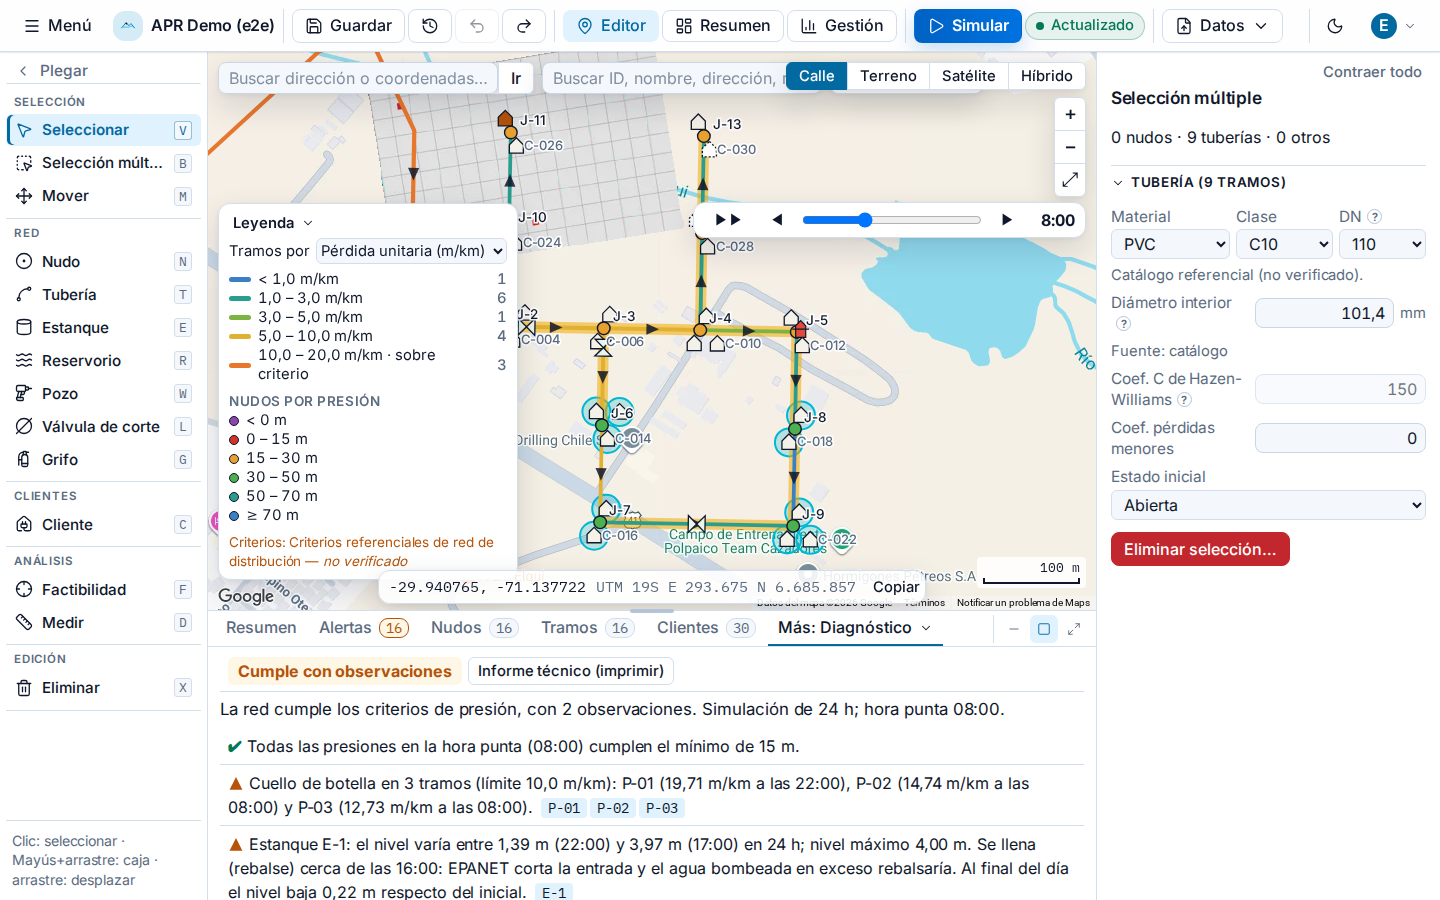 Menú
APR Demo (e2e)
Guardar
Editor
Resumen
Gestión
Simular
Actualizado
Datos
E
Plegar
SELECCIÓN
Seleccionar V
Selección múlt... B
Mover M
RED
Nudo N
Tubería T
Estanque E
Reservorio R
Pozo W
Válvula de corte L
Grifo G
CLIENTES
Cliente C
ANÁLISIS
Factibilidad F
Medir D
EDICIÓN
Eliminar X
Clic: seleccionar ·
Mayús+arrastre: caja ·
arrastre: desplazar
Buscar dirección o coordenadas...
Ir
Buscar ID, nombre, dirección,
Calle
Terreno
Satélite
Híbrido
+
−
8:00
J-11
C-026
J-13
C-030
J-10
C-024
C-028
J-2
C-004
J-3
C-006
J-4
C-010
J-5
C-012
J-6
C-014
J-8
C-018
J-7
C-016
J-9
C-022
Drilling Chile
Campo de Entrena
Polpaico Team Cazadores
Río
Leyenda
Tramos por Pérdida unitaria (m/km)
< 1,0 m/km 1
1,0 – 3,0 m/km 6
3,0 – 5,0 m/km 1
5,0 – 10,0 m/km 4
10,0 – 20,0 m/km · sobre criterio 3
NUDOS POR PRESIÓN
< 0 m
0 – 15 m
15 – 30 m
30 – 50 m
50 – 70 m
≥ 70 m
Criterios: Criterios referenciales de red de
distribución — no verificado
-29.940765, -71.137722 UTM 19S E 293.675 N 6.685.857 Copiar
100 m
Google
Términos
Notificar un problema de Maps
Resumen
Alertas 16
Nudos 16
Tramos 16
Clientes 30
Más: Diagnóstico
Cumple con observaciones
Informe técnico (imprimir)
La red cumple los criterios de presión, con 2 observaciones. Simulación de 24 h; hora punta 08:00.
✔ Todas las presiones en la hora punta (08:00) cumplen el mínimo de 15 m.
▲ Cuello de botella en 3 tramos (límite 10,0 m/km): P-01 (19,71 m/km a las 22:00), P-02 (14,74 m/km a las
08:00) y P-03 (12,73 m/km a las 08:00). P-01 P-02 P-03
▲ Estanque E-1: el nivel varía entre 1,39 m (22:00) y 3,97 m (17:00) en 24 h; nivel máximo 4,00 m. Se llena
(rebalse) cerca de las 16:00: EPANET corta la entrada y el agua bombeada en exceso rebalsaría. Al final del día
el nivel baja 0,22 m respecto del inicial. E-1
Contraer todo
Selección múltiple
0 nudos · 9 tuberías · 0 otros
TUBERÍA (9 TRAMOS)
Material
Clase
DN ?
PVC
C10
110
Catálogo referencial (no verificado).
Diámetro interior ? 101,4 mm
Fuente: catálogo
Coef. C de Hazen-
Williams ? 150
Coef. pérdidas
menores 0
Estado inicial
Abierta
Eliminar selección...